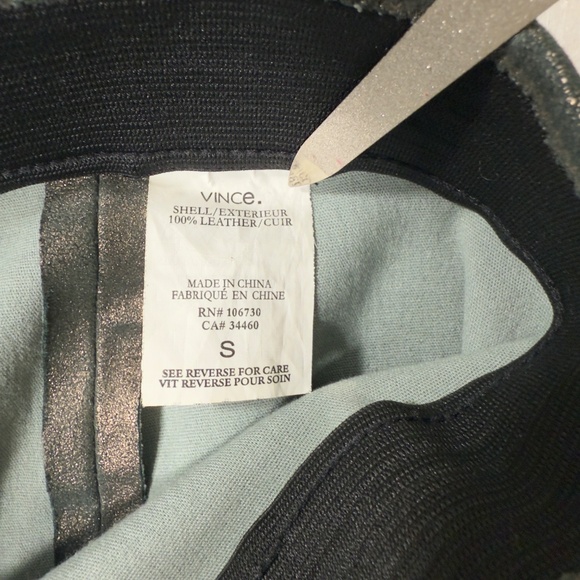 VINCE.
SHELL/EXTERIEUR
100% LEATHER/CUIR
MADE IN CHINA
FABRIQUÉ EN CHINE
RN# 106730
CA# 34460
S
SEE REVERSE FOR CARE
VIT REVERSE POUR SOIN